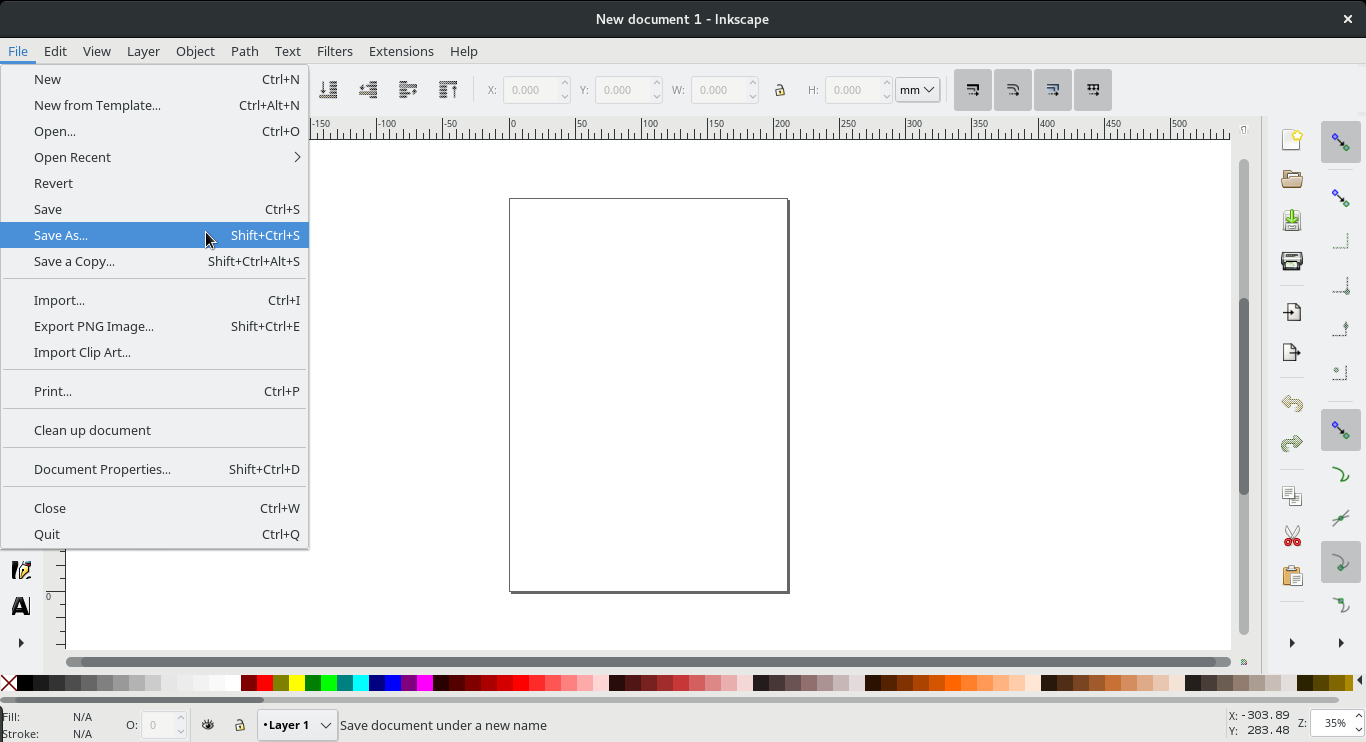 New document 1 - Inkscape
File Edit View Layer Object Path Text Filters Extensions Help
New Ctrl+N
New from Template... Ctrl+Alt+N
Open... Ctrl+O
Open Recent
Revert
Save Ctrl+S
Save As... Shift+Ctrl+S
Save a Copy... Shift+Ctrl+Alt+S
Import... Ctrl+I
Export PNG Image... Shift+Ctrl+E
Import Clip Art...
Print... Ctrl+P
Clean up document
Document Properties... Shift+Ctrl+D
Close Ctrl+W
Quit Ctrl+Q
X: 0.000 Y: 0.000 W: 0.000 H: 0.000 mm
-150 -100 -50 0 50 100 150 200 250 300 350 400 450 500
0
Fill: N/A
Stroke: N/A
O: 0
•Layer 1
Save document under a new name
X: -303.89
Y: 283.48
Z: 35%